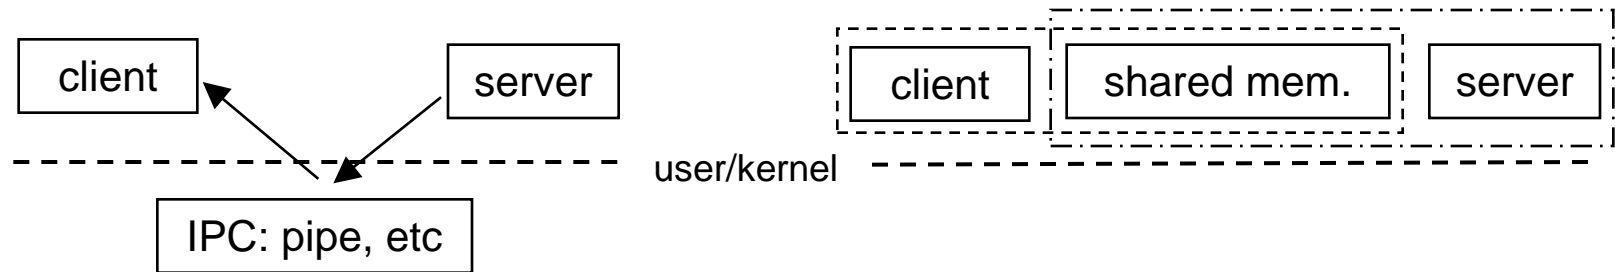 client
server
client
shared mem.
server
user/kernel
IPC: pipe, etc